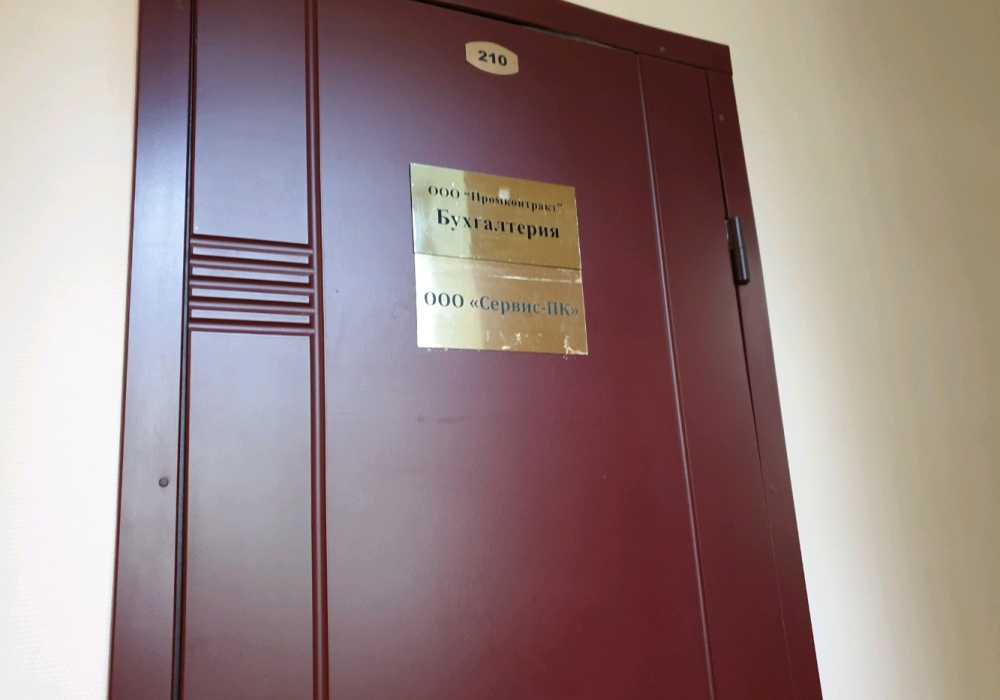 210
ООО "Промконтракт"
Бухгалтерия
ООО «Сервис-ПК»